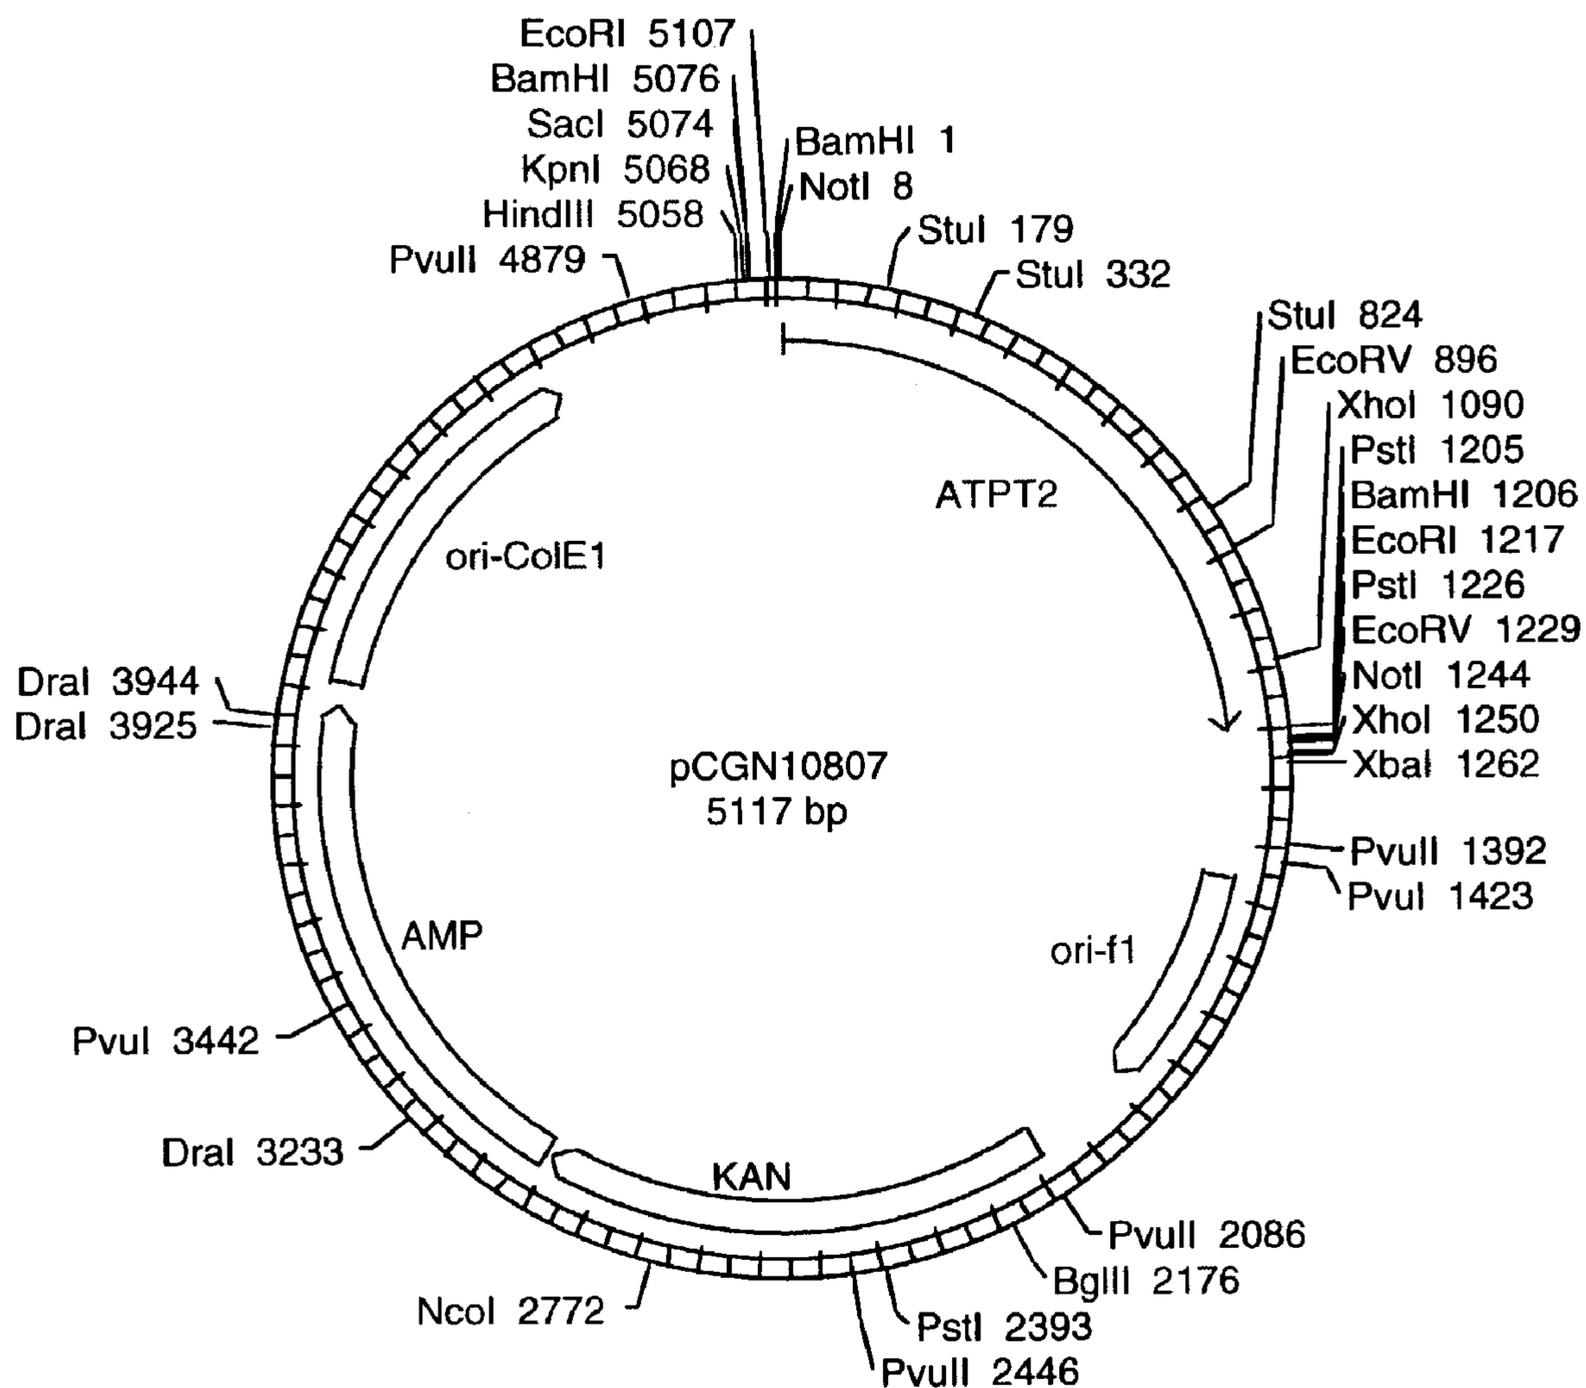 EcoRI 5107
BamHI 5076
SacI 5074
KpnI 5068
HindIII 5058
PvuII 4879
BamHI 1
NotI 8
StuI 179
StuI 332
StuI 824
EcoRV 896
XhoI 1090
PstI 1205
BamHI 1206
EcoRI 1217
PstI 1226
EcoRV 1229
NotI 1244
XhoI 1250
XbaI 1262
PvuII 1392
PvuI 1423
PvuII 2086
BglII 2176
PstI 2393
PvuII 2446
NcoI 2772
DraI 3233
PvuI 3442
DraI 3944
DraI 3925
ATPT2
ori-ColE1
pCGN10807
5117 bp
AMP
ori-f1
KAN